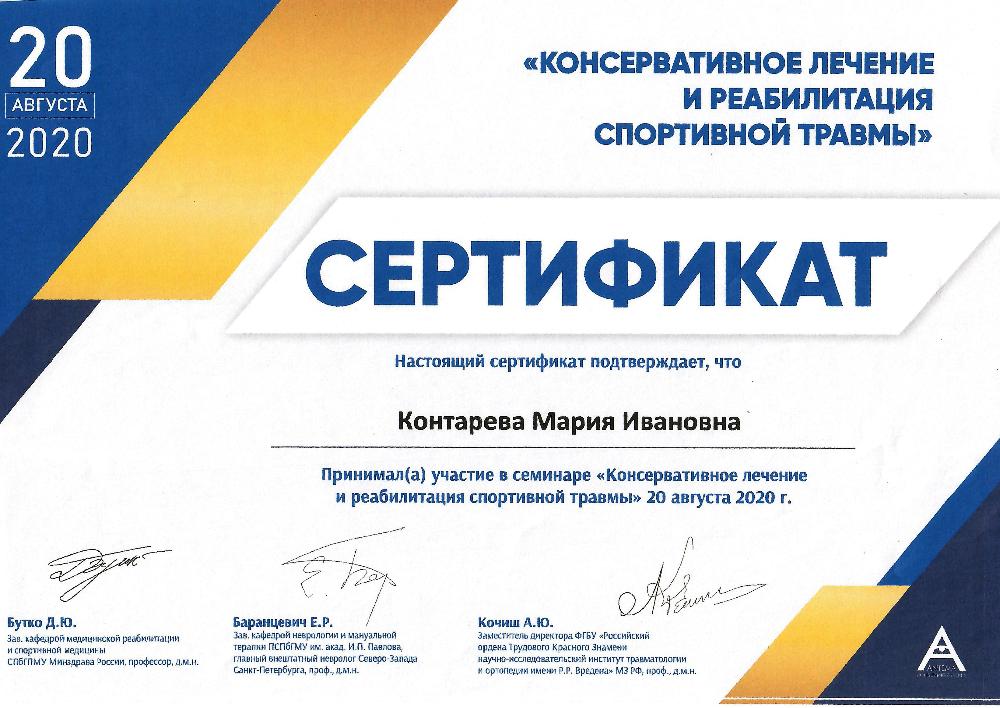 20
АВГУСТА
2020
«КОНСЕРВАТИВНОЕ ЛЕЧЕНИЕ
И РЕАБИЛИТАЦИЯ
СПОРТИВНОЙ ТРАВМЫ»
СЕРТИФИКАТ
Настоящий сертификат подтверждает, что
Контарева Мария Ивановна
Принимал(а) участие в семинаре «Консервативное лечение
и реабилитация спортивной травмы» 20 августа 2020 г.
Бутко Д.Ю.
Зав. кафедрой медицинской реабилитации
и спортивной медицины
СПбГПМУ Минздрава России, профессор, д.м.н.
Баранцевич Е.Р.
Зав. кафедрой неврологии и мануальной
терапии ПСПбГМУ им. акад. И.П. Павлова,
главный внештатный невролог Северо-Запада
Санкт-Петербурга, проф., д.м.н.
Кочиш А.Ю.
Заместитель директора ФГБУ «Российский
ордена Трудового Красного Знамени
научно-исследовательский институт травматологии
и ортопедии имени Р.Р. Вредена» МЗ РФ, проф., д.м.н.